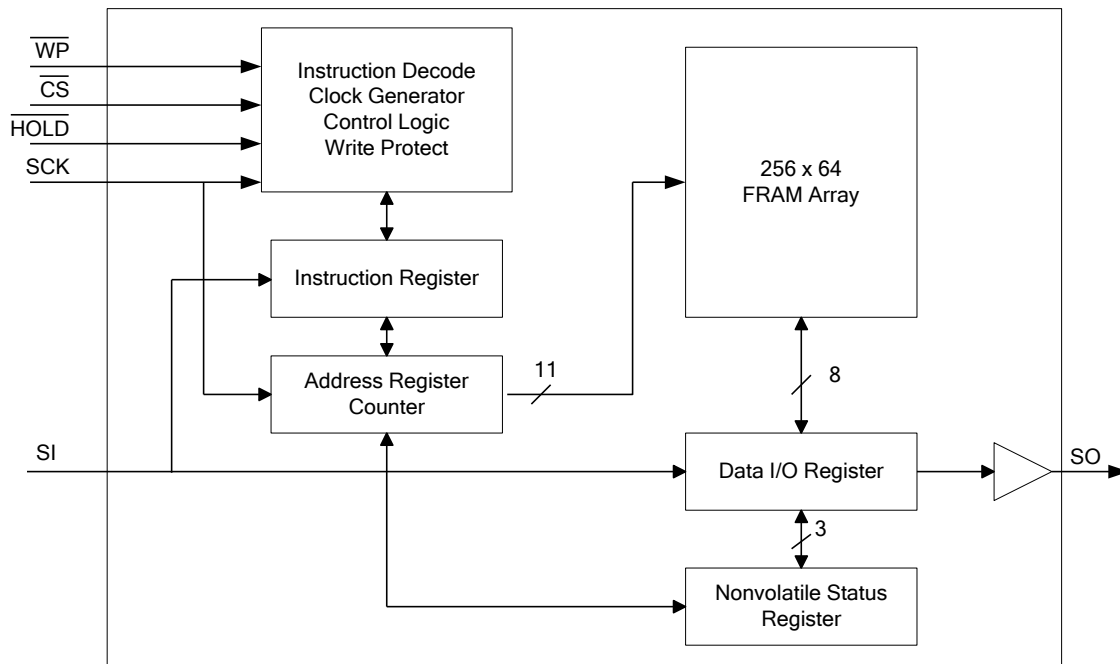 WP
CS
HOLD
SCK
Instruction Decode
Clock Generator
Control Logic
Write Protect
256 x 64
FRAM Array
Instruction Register
Address Register
Counter
11
8
SI
Data I/O Register
SO
3
Nonvolatile Status
Register